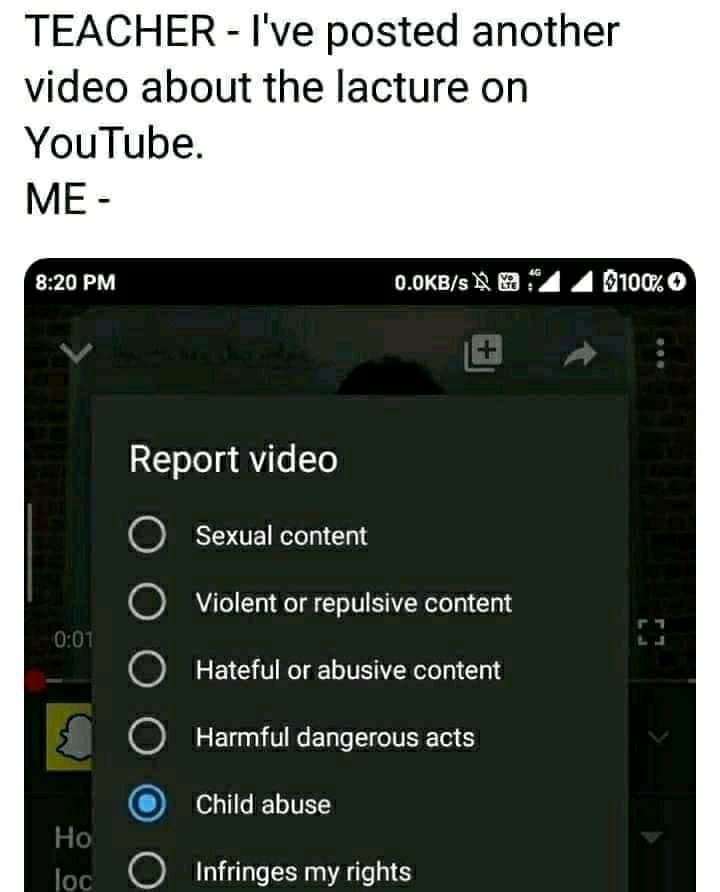 TEACHER - I've posted another
video about the lacture on
YouTube.
ME -
8:20 PM 0.0KB/s Vo LTE 4G 100%
Report video
Sexual content
Violent or repulsive content
0:01
Hateful or abusive content
Harmful dangerous acts
Child abuse
Ho
Infringes my rights
loc